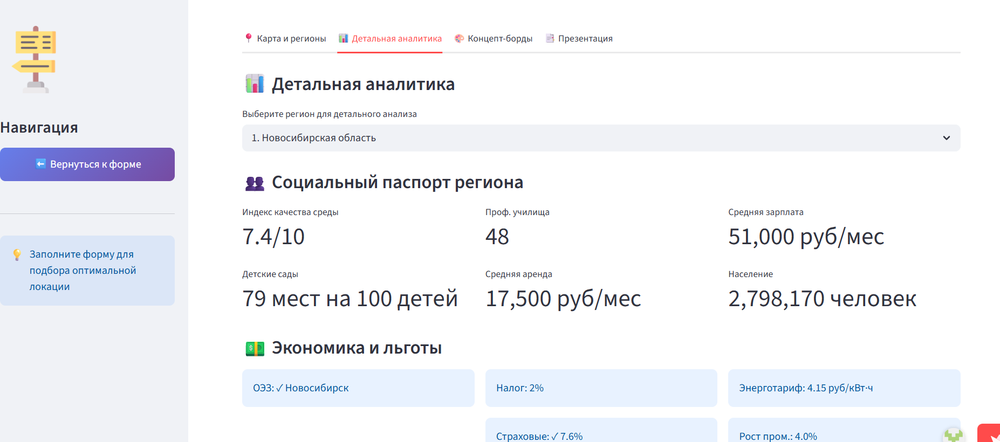 Карта и регионы
Детальная аналитика
Концепт-борды
Презентация
Детальная аналитика
Выберите регион для детального анализа
1. Новосибирская область
Навигация
Вернуться к форме
Заполните форму для
подбора оптимальной
локации
Социальный паспорт региона
Индекс качества среды
7.4/10
Проф. училища
48
Средняя зарплата
51,000 руб/мес
Детские сады
79 мест на 100 детей
Средняя аренда
17,500 руб/мес
Население
2,798,170 человек
Экономика и льготы
ОЭЗ: ✓ Новосибирск
Налог: 2%
Энерготариф: 4.15 руб/кВт·ч
Страховые: ✓ 7.6%
Рост пром.: 4.0%